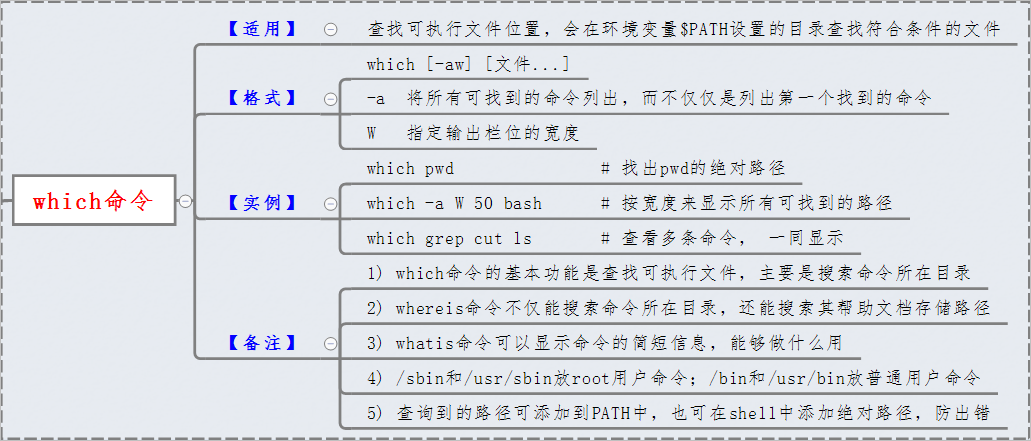 which命令
【适用】 查找可执行文件位置，会在环境变量$PATH设置的目录查找符合条件的文件
【格式】
which [-aw] [文件...]
-a 将所有可找到的命令列出，而不仅仅是列出第一个找到的命令
W 指定输出栏位的宽度
【实例】
which pwd # 找出pwd的绝对路径
which -a W 50 bash # 按宽度来显示所有可找到的路径
which grep cut ls # 查看多条命令， 一同显示
【备注】
1) which命令的基本功能是查找可执行文件，主要是搜索命令所在目录
2) whereis命令不仅能搜索命令所在目录，还能搜索其帮助文档存储路径
3) whatis命令可以显示命令的简短信息，能够做什么用
4) /sbin和/usr/sbin放root用户命令；/bin和/usr/bin放普通用户命令
5) 查询到的路径可添加到PATH中，也可在shell中添加绝对路径，防出错